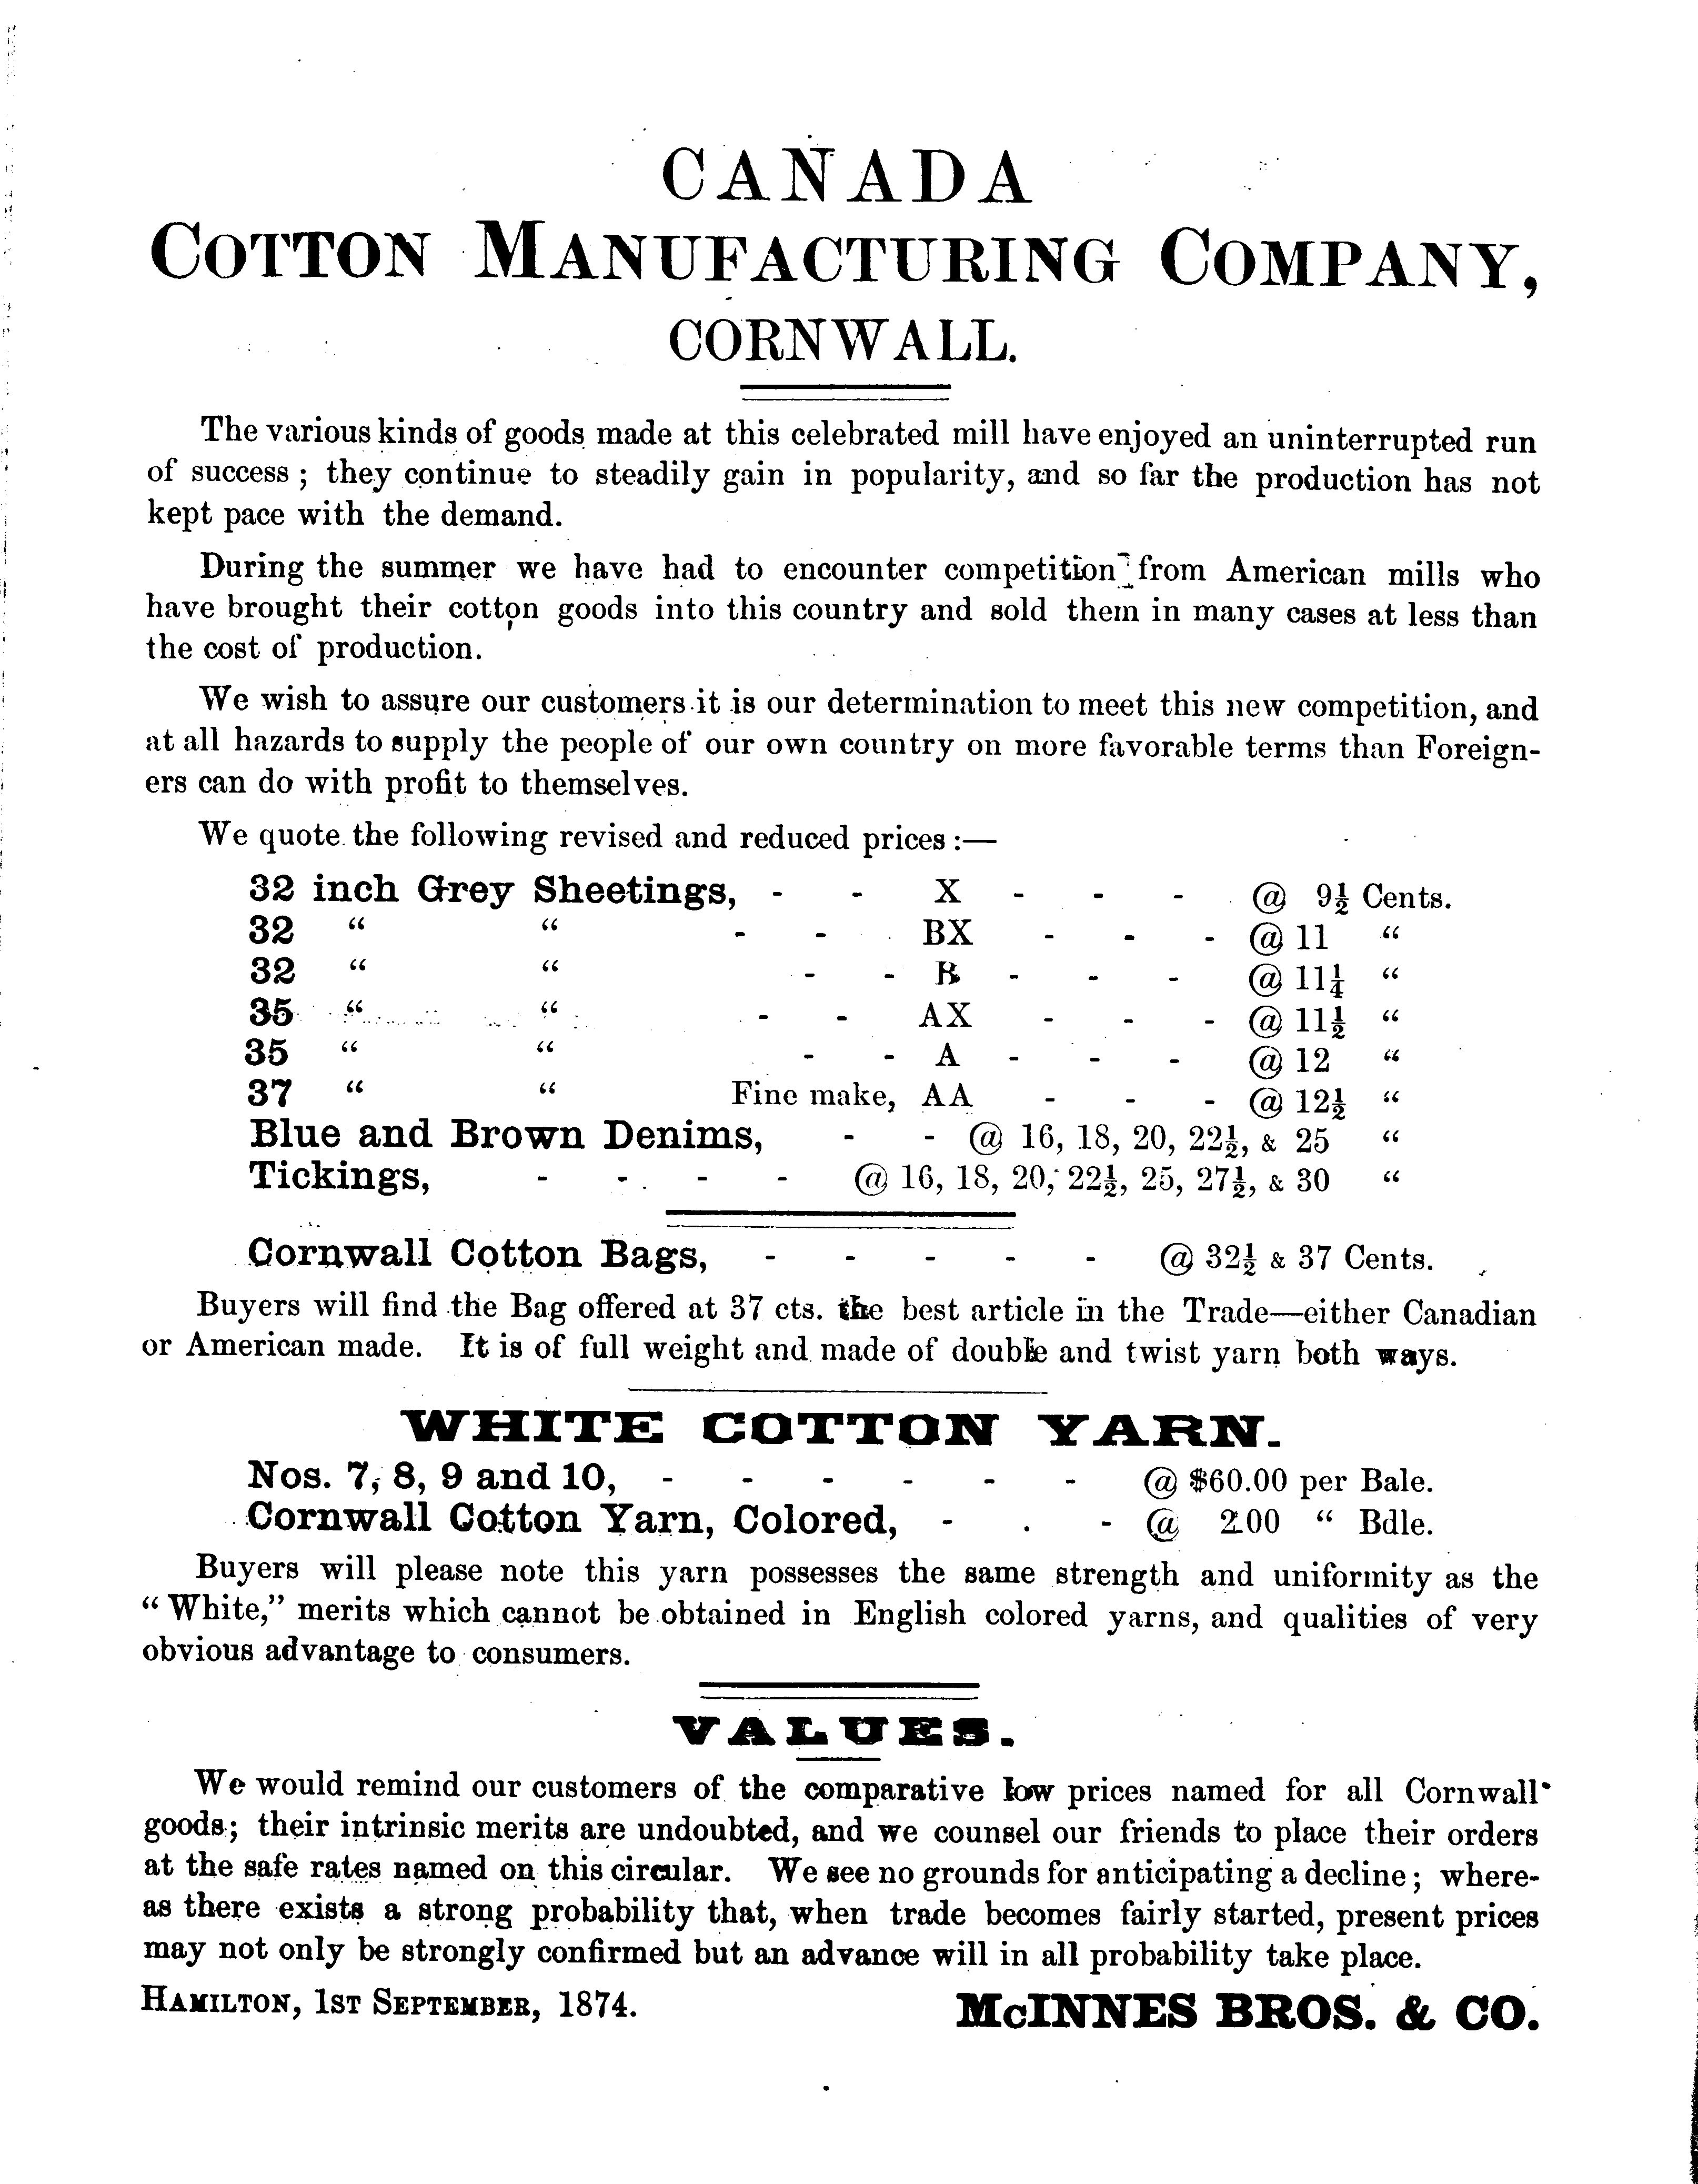 CANADA
COTTON MANUFACTURING COMPANY,
CORNWALL.
The various kinds of goods made at this celebrated mill have enjoyed an uninterrupted run
of success ; they continue to steadily gain in popularity, and so far the production has not
kept pace with the demand.
During the summer we have had to encounter competition from American mills who
have brought their cotton goods into this country and sold them in many cases at less than
the cost of production.
We wish to assure our customers it is our determination to meet this new competition, and
at all hazards to supply the people of our own country on more favorable terms than Foreign-
ers can do with profit to themselves.
We quote the following revised and reduced prices :—
32 inch Grey Sheetings, - - X - - - @ 9½ Cents.
32 " " - - BX - - - @ 11 "
32 " " - - B - - - @ 11¼ "
35 " " - - AX - - - @ 11½ "
35 " " - - A - - - @ 12 "
37 " " Fine make, AA - - - @ 12½ "
Blue and Brown Denims, - - @ 16, 18, 20, 22½, & 25 "
Tickings, - - - - @ 16, 18, 20, 22½, 25, 27½, & 30 "
Cornwall Cotton Bags, - - - - - @ 32½ & 37 Cents.
Buyers will find the Bag offered at 37 cts. the best article in the Trade—either Canadian
or American made. It is of full weight and made of double and twist yarn both ways.
WHITE COTTON YARN.
Nos. 7, 8, 9 and 10, - - - - - - @ $60.00 per Bale.
Cornwall Cotton Yarn, Colored, - . - @ 2.00 " Bdle.
Buyers will please note this yarn possesses the same strength and uniformity as the
" White," merits which cannot be obtained in English colored yarns, and qualities of very
obvious advantage to consumers.
VALUES.
We would remind our customers of the comparative low prices named for all Cornwall
goods; their intrinsic merits are undoubted, and we counsel our friends to place their orders
at the safe rates named on this circular. We see no grounds for anticipating a decline ; where-
as there exists a strong probability that, when trade becomes fairly started, present prices
may not only be strongly confirmed but an advance will in all probability take place.
HAMILTON, 1ST SEPTEMBER, 1874. McINNES BROS. & CO.